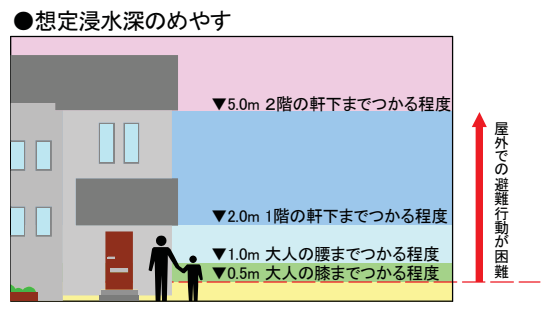 ●想定浸水深のめやす
▼5.0m 2階の軒下までつかる程度
▼2.0m 1階の軒下までつかる程度
▼1.0m 大人の腰までつかる程度
▼0.5m 大人の膝までつかる程度
屋外での避難行動が困難